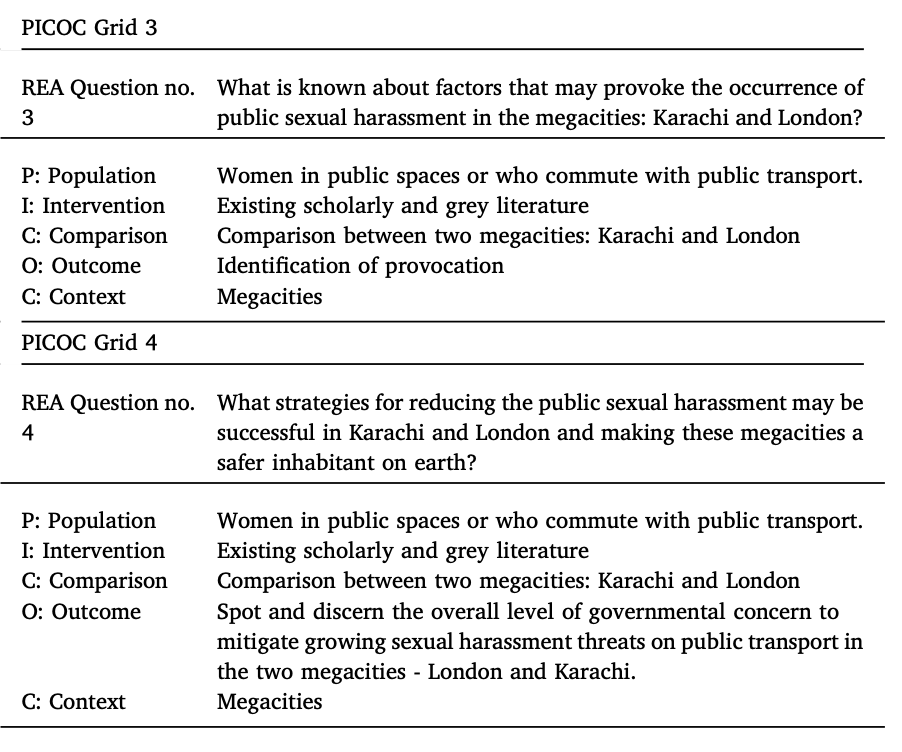 PICOC Grid 3
REA Question no. What is known about factors that may provoke the occurrence of
3 public sexual harassment in the megacities: Karachi and London?
P: Population Women in public spaces or who commute with public transport.
I: Intervention Existing scholarly and grey literature
C: Comparison Comparison between two megacities: Karachi and London
O: Outcome Identification of provocation
C: Context Megacities
PICOC Grid 4
REA Question no. What strategies for reducing the public sexual harassment may be
4 successful in Karachi and London and making these megacities a
safer inhabitant on earth?
P: Population Women in public spaces or who commute with public transport.
I: Intervention Existing scholarly and grey literature
C: Comparison Comparison between two megacities: Karachi and London
O: Outcome Spot and discern the overall level of governmental concern to
mitigate growing sexual harassment threats on public transport in
the two megacities - London and Karachi.
C: Context Megacities